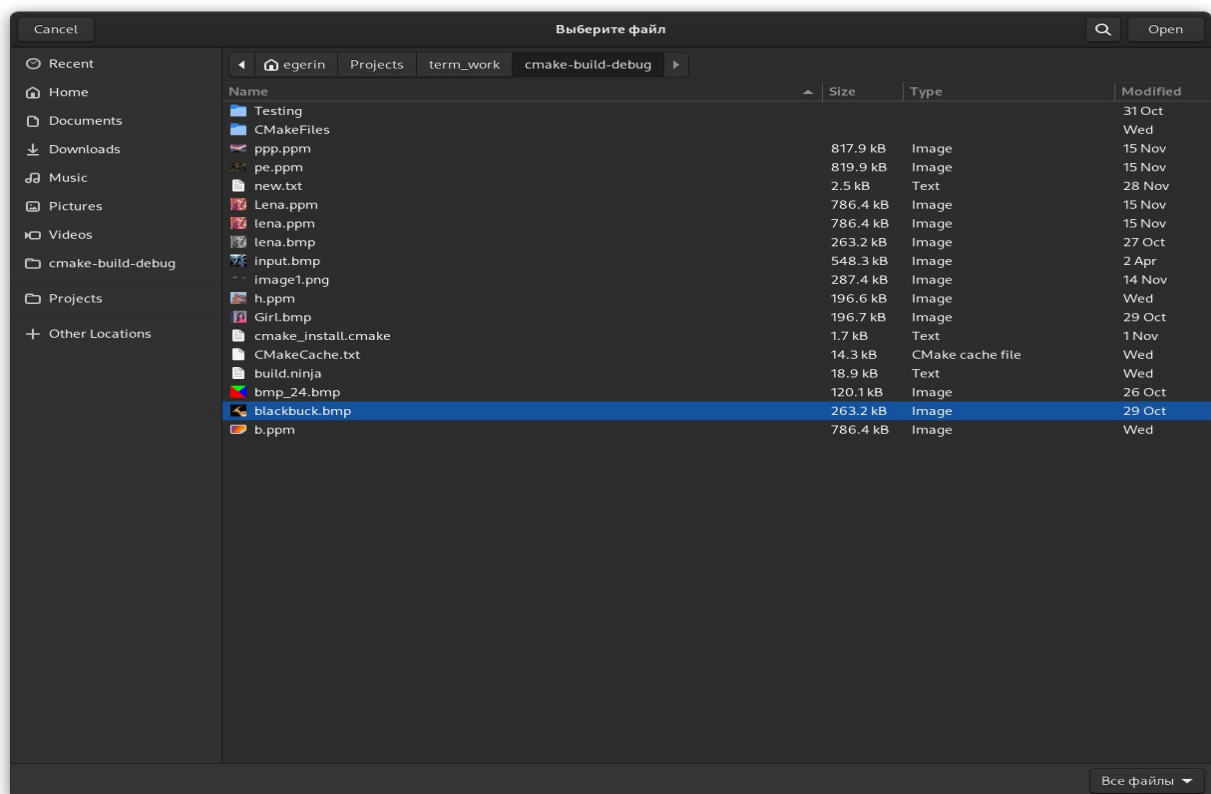 Cancel Выберите файл Open
Recent
Home
Documents
Downloads
Music
Pictures
Videos
cmake-build-debug
Projects
Other Locations
egerin Projects term_work cmake-build-debug
Name Size Type Modified
Testing 31 Oct
CMakeFiles Wed
ppp.ppm 817.9 kB Image 15 Nov
pe.ppm 819.9 kB Image 15 Nov
new.txt 2.5 kB Text 28 Nov
Lena.ppm 786.4 kB Image 15 Nov
lena.ppm 786.4 kB Image 15 Nov
lena.bmp 263.2 kB Image 27 Oct
input.bmp 548.3 kB Image 2 Apr
image1.png 287.4 kB Image 14 Nov
h.ppm 196.6 kB Image Wed
Girl.bmp 196.7 kB Image 29 Oct
cmake_install.cmake 1.7 kB Text 1 Nov
CMakeCache.txt 14.3 kB CMake cache file Wed
build.ninja 18.9 kB Text Wed
bmp_24.bmp 120.1 kB Image 26 Oct
blackbuck.bmp 263.2 kB Image 29 Oct
b.ppm 786.4 kB Image Wed
Все файлы